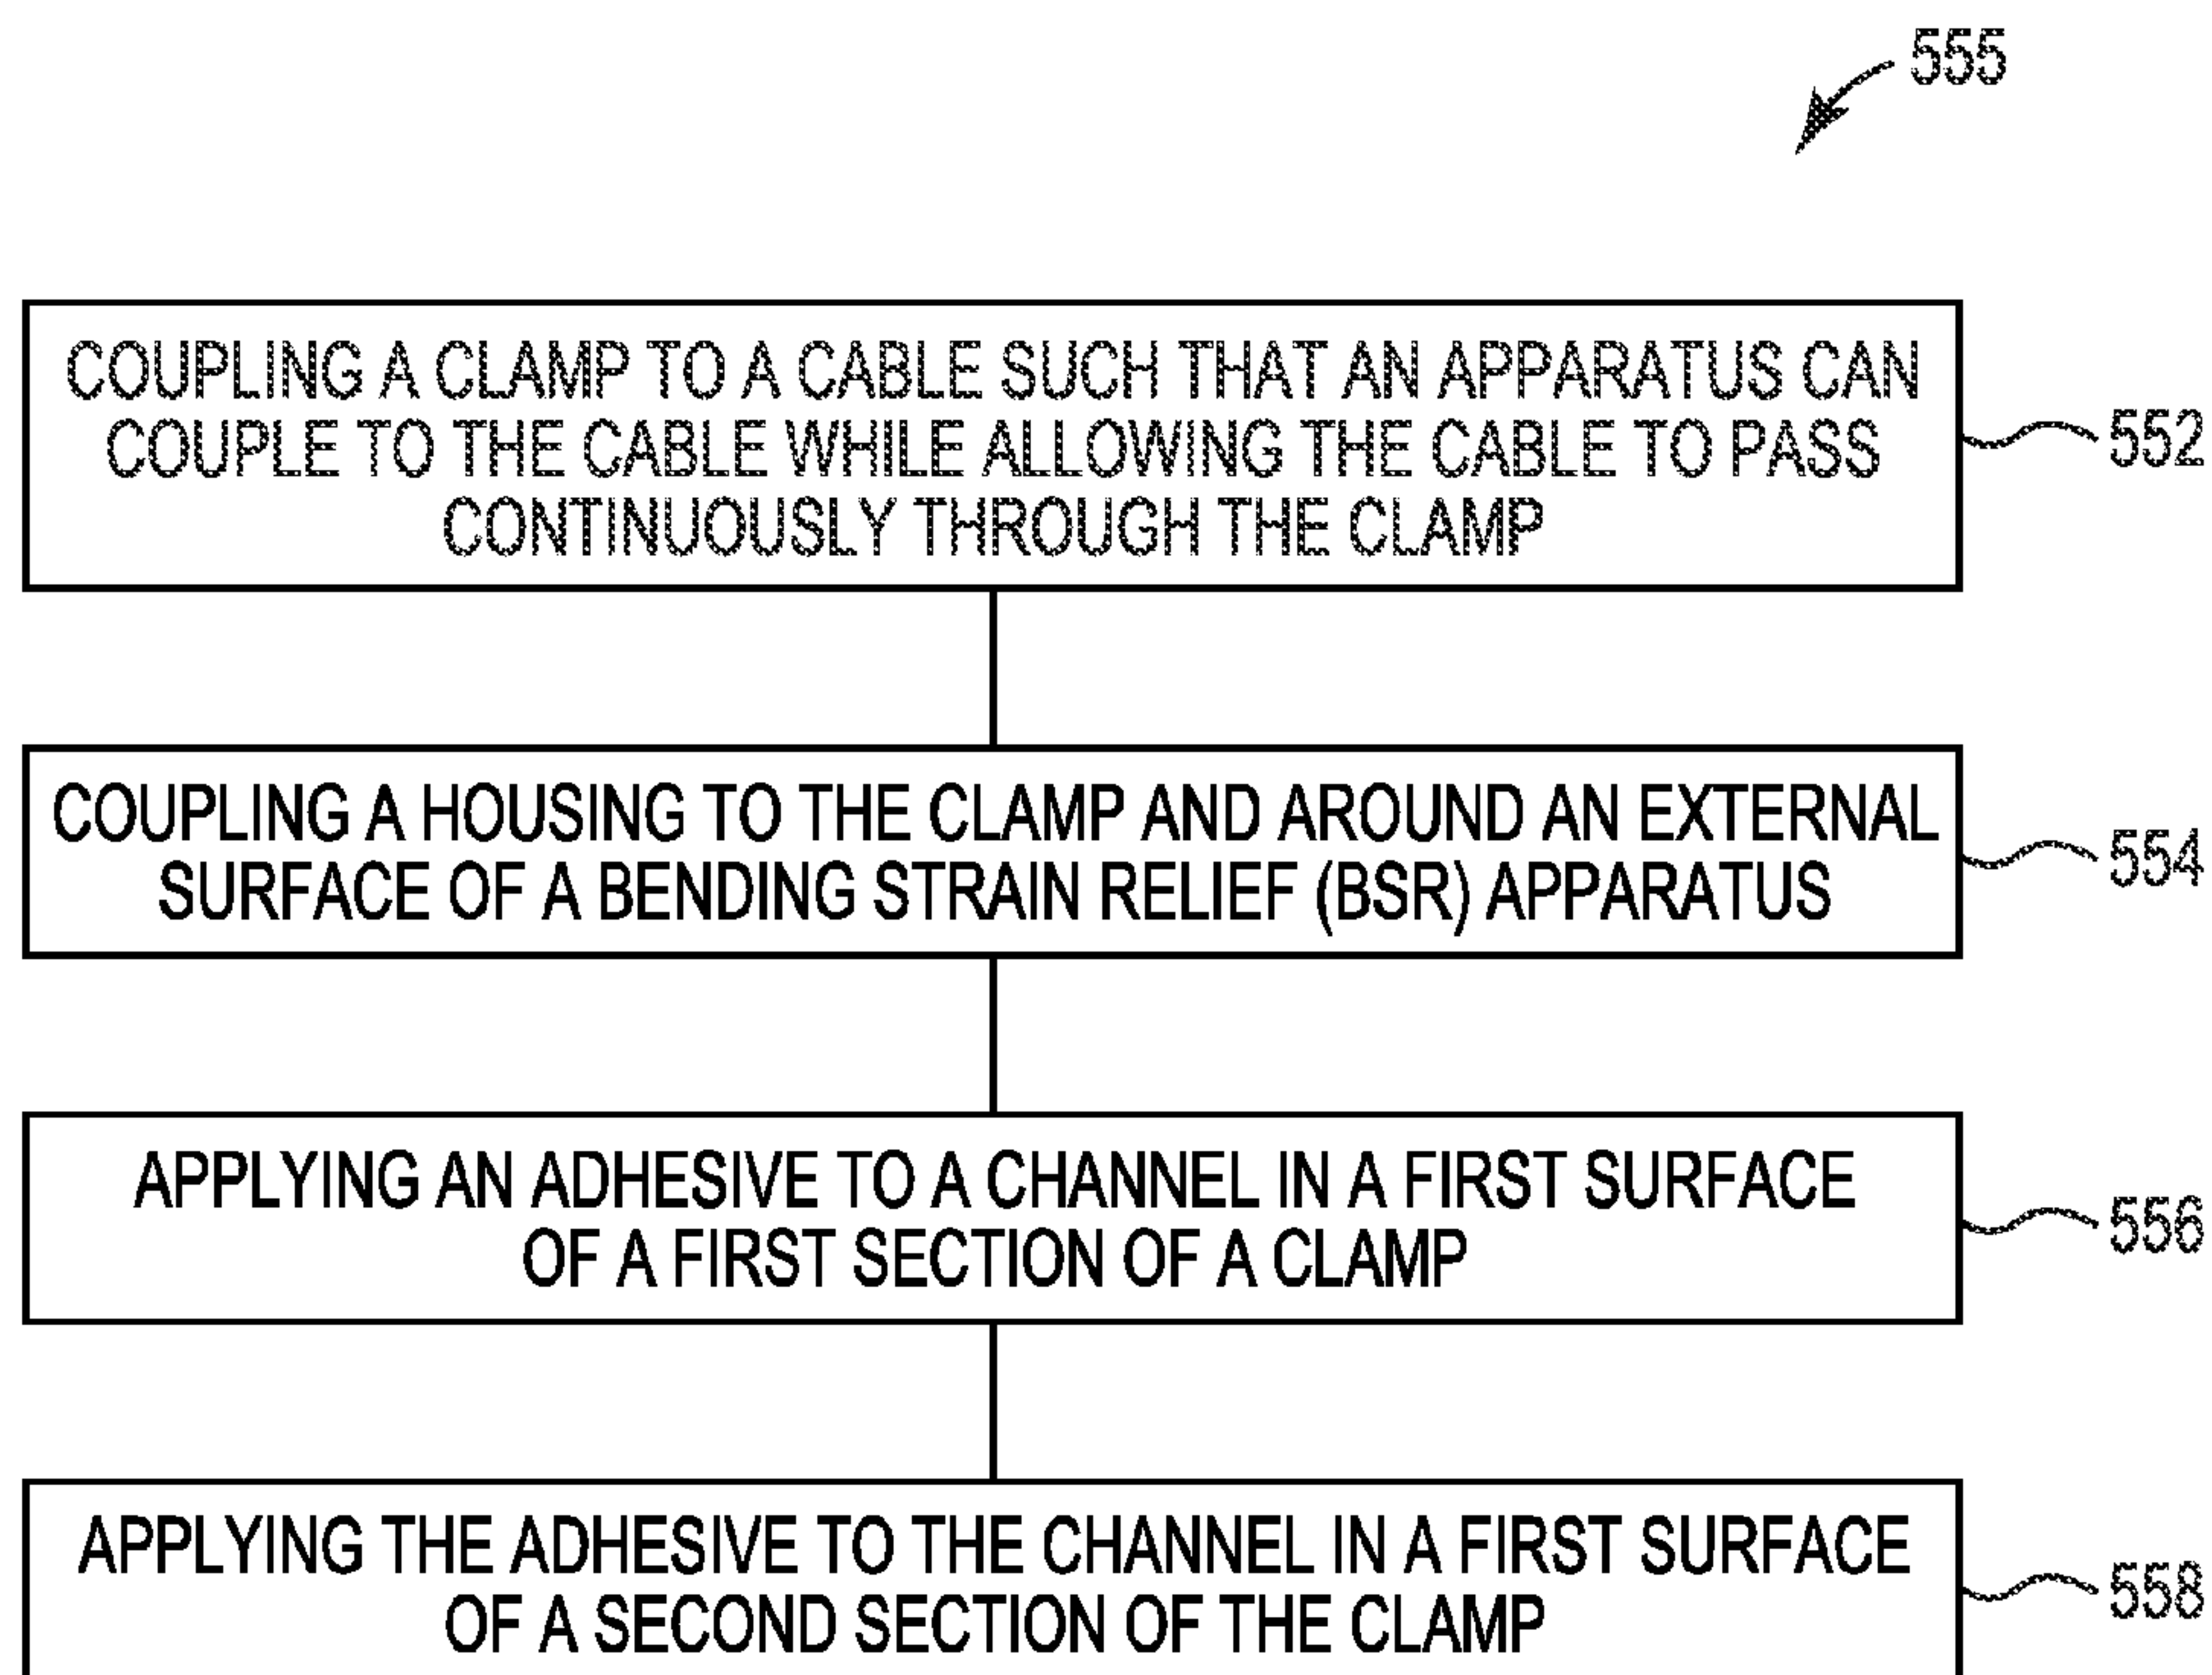 555
COUPLING A CLAMP TO A CABLE SUCH THAT AN APPARATUS CAN
COUPLE TO THE CABLE WHILE ALLOWING THE CABLE TO PASS
CONTINUOUSLY THROUGH THE CLAMP
552
COUPLING A HOUSING TO THE CLAMP AND AROUND AN EXTERNAL
SURFACE OF A BENDING STRAIN RELIEF (BSR) APPARATUS
554
APPLYING AN ADHESIVE TO A CHANNEL IN A FIRST SURFACE
OF A FIRST SECTION OF A CLAMP
556
APPLYING THE ADHESIVE TO THE CHANNEL IN A FIRST SURFACE
OF A SECOND SECTION OF THE CLAMP
558